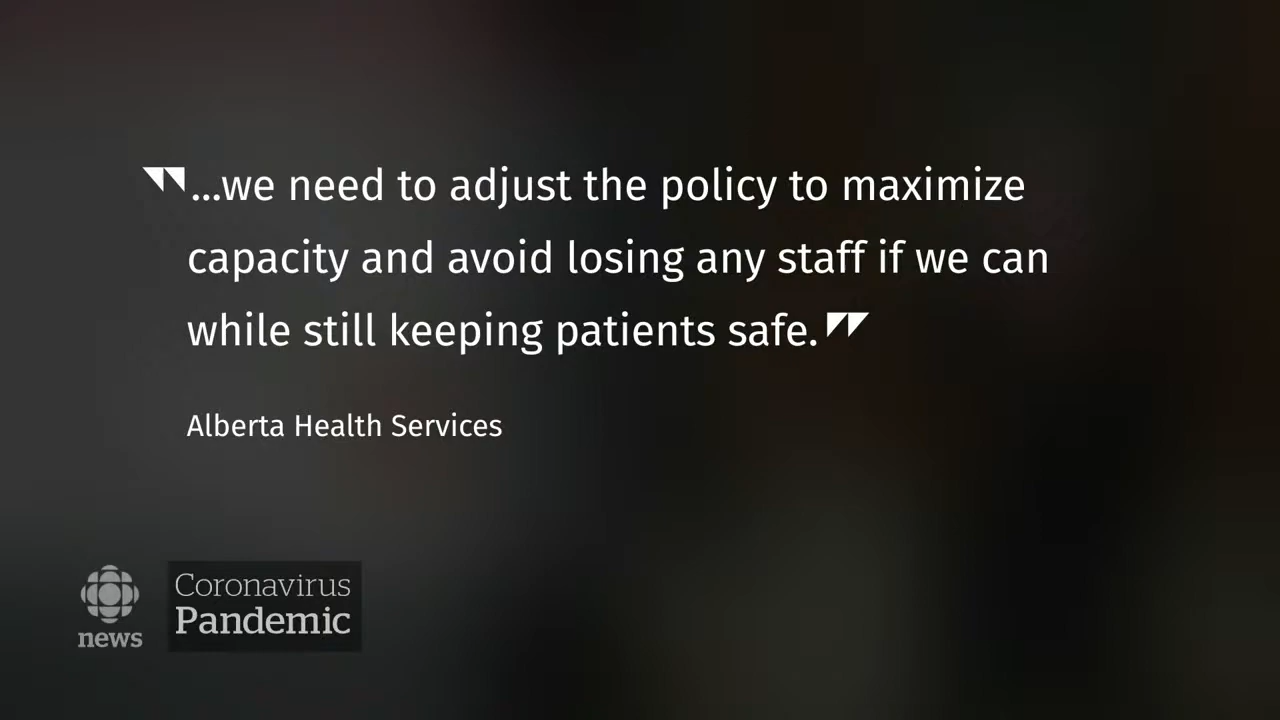 "...we need to adjust the policy to maximize
capacity and avoid losing any staff if we can
while still keeping patients safe."
Alberta Health Services
news
Coronavirus
Pandemic